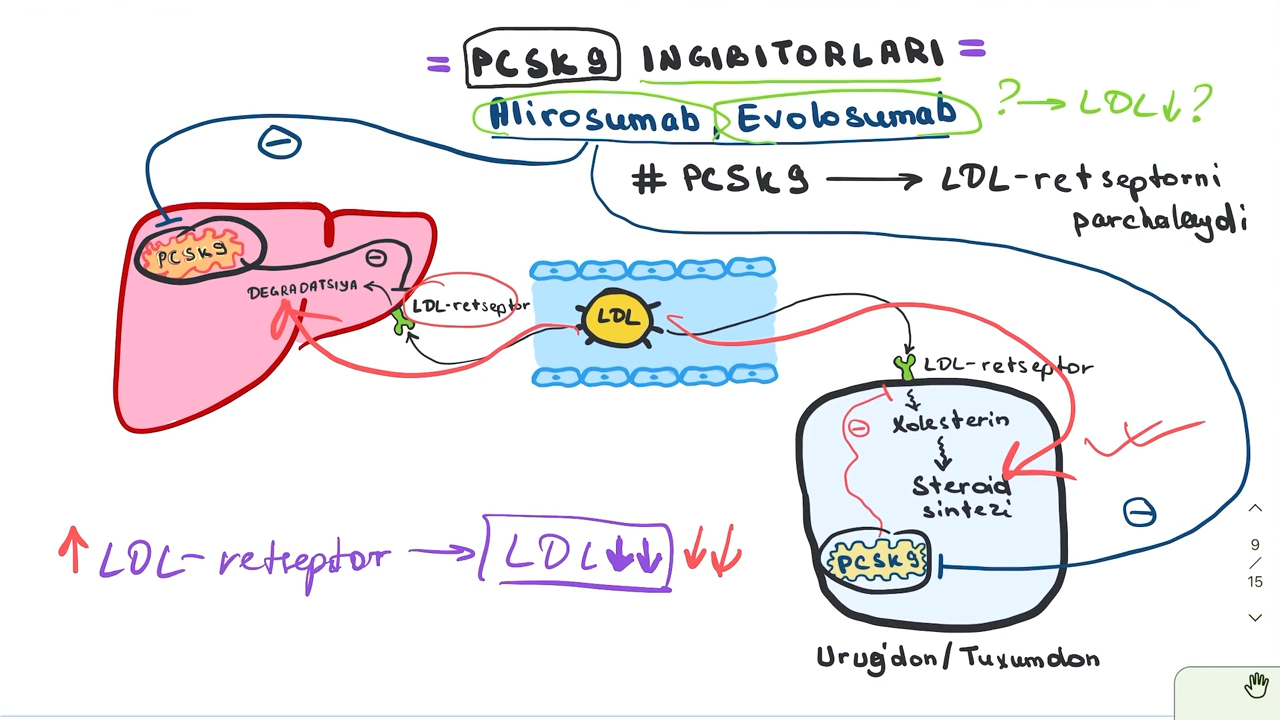 = PCSK9 INGIBITORLARI =
Alirosumab, Evolosumab ? → LDL↓?
# PCSK9 → LDL-retseptorni
parchalaydi
PCSK9
DEGRADATSIYA
LDL-retseptor
LDL
LDL-retseptor
Xolesterin
Steroid
sintezi
PCSK9
↑ LDL-retseptor → LDL↓↓ ↓↓
Urug'don/Tuxumdon
9
/
15